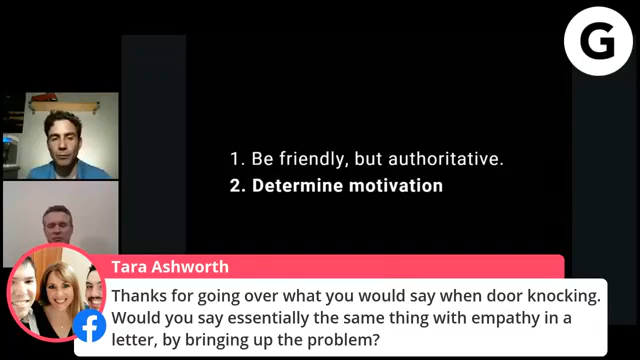 G
1. Be friendly, but authoritative.
2. Determine motivation
Tara Ashworth
Thanks for going over what you would say when door knocking.
Would you say essentially the same thing with empathy in a
letter, by bringing up the problem?